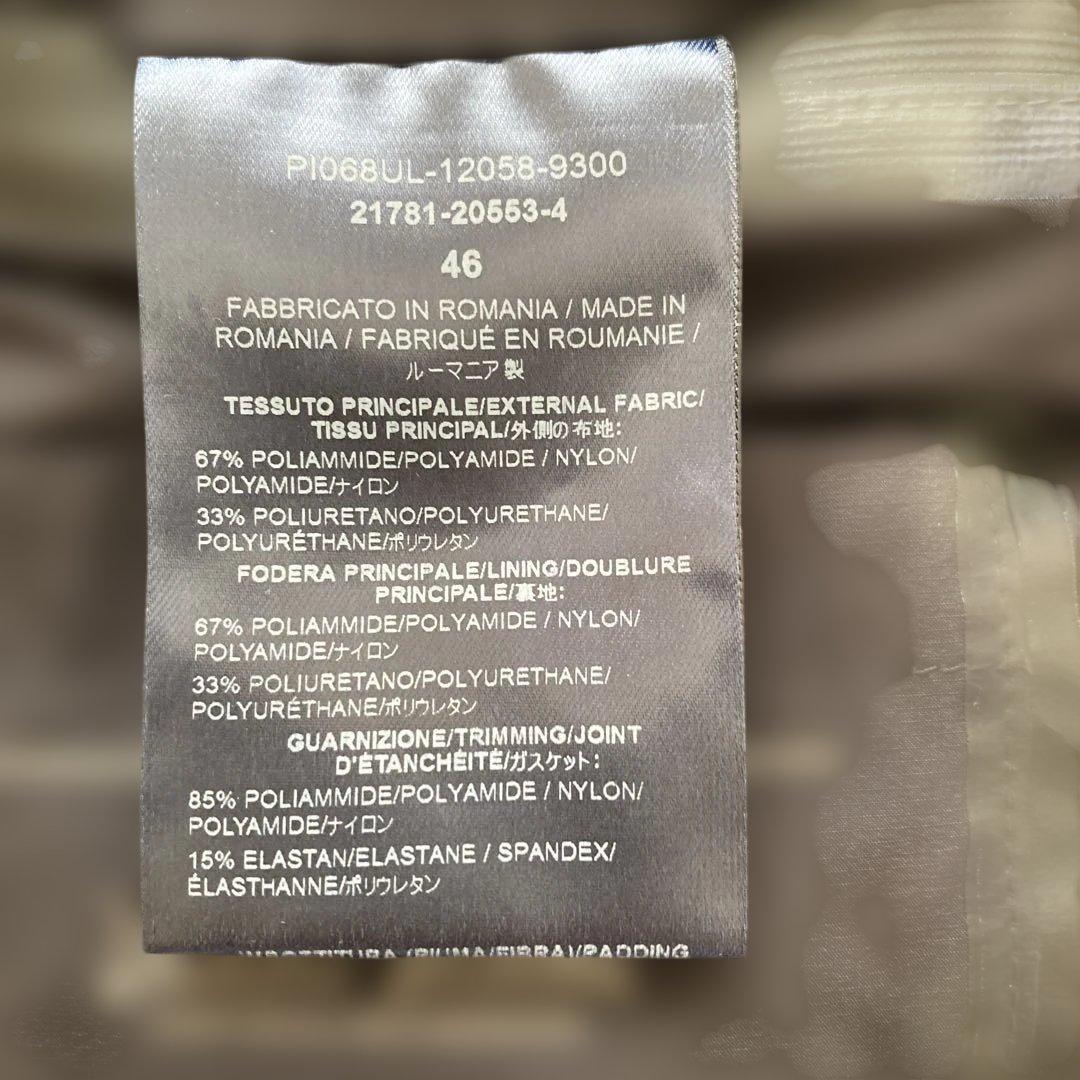 PI068UL-12058-9300
21781-20553-4
46
FABBRICATO IN ROMANIA / MADE IN
ROMANIA / FABRIQUÉ EN ROUMANIE /
ルーマニア製
TESSUTO PRINCIPALE/EXTERNAL FABRIC/
TISSU PRINCIPAL/外側の布地:
67% POLIAMMIDE/POLYAMIDE / NYLON/
POLYAMIDE/ナイロン
33% POLIURETANO/POLYURETHANE/
POLYURÉTHANE/ポリウレタン
FODERA PRINCIPALE/LINING/DOUBLURE
PRINCIPALE/裏地:
67% POLIAMMIDE/POLYAMIDE / NYLON/
POLYAMIDE/ナイロン
33% POLIURETANO/POLYURETHANE/
POLYURÉTHANE/ポリウレタン
GUARNIZIONE/TRIMMING/JOINT
D'ÉTANCHÉITÉ/ガスケット:
85% POLIAMMIDE/POLYAMIDE / NYLON/
POLYAMIDE/ナイロン
15% ELASTAN/ELASTANE / SPANDEX/
ÉLASTHANNE/ポリウレタン
(PIUMA/FIBRA)/PADDING